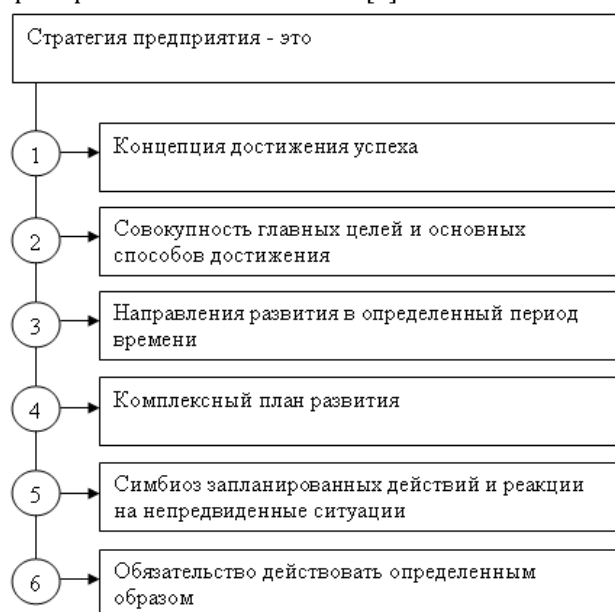 Стратегия предприятия - это
1
Концепция достижения успеха
2
Совокупность главных целей и основных
способов достижения
3
Направления развития в определенный период
времени
4
Комплексный план развития
5
Симбиоз запланированных действий и реакции
на непредвиденные ситуации
6
Обязательство действовать определенным
образом